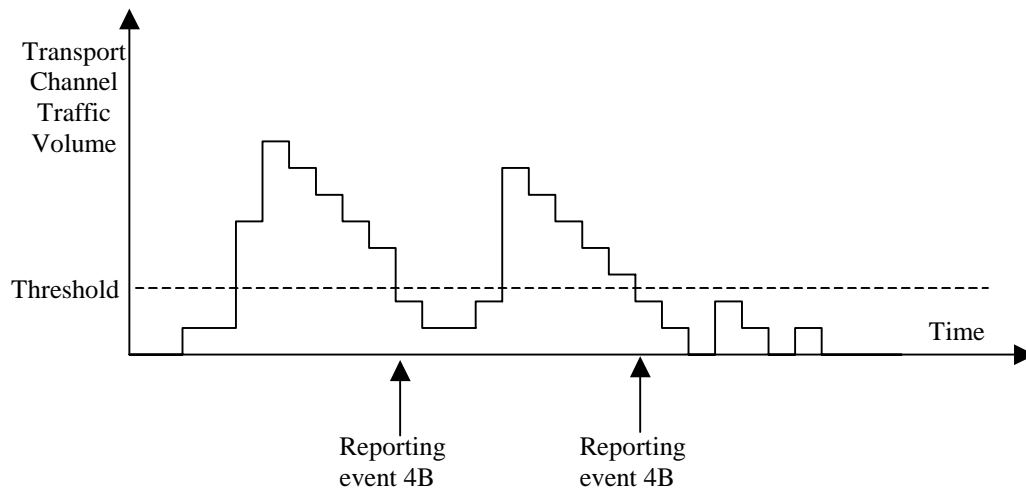 Transport
Channel
Traffic
Volume
Threshold
Time
Reporting
event 4B
Reporting
event 4B